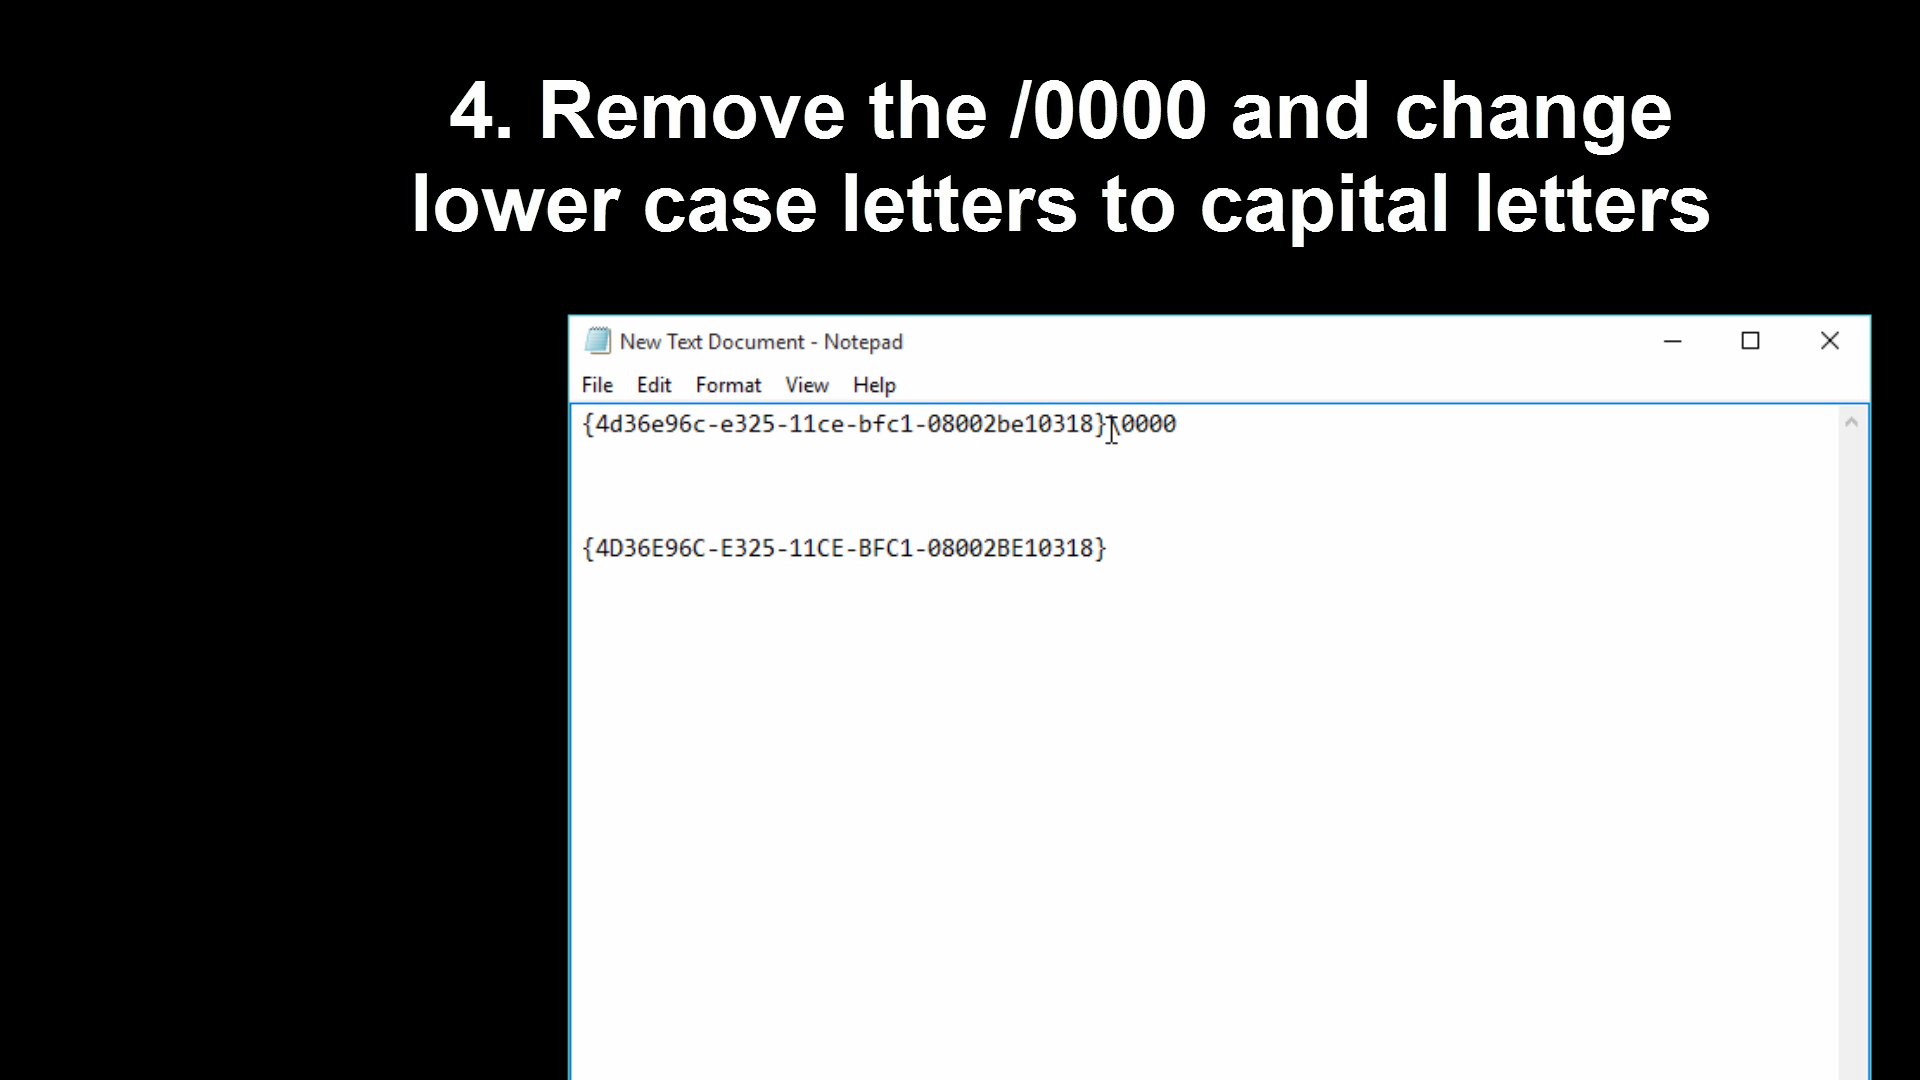 4. Remove the /0000 and change
lower case letters to capital letters
New Text Document - Notepad
File Edit Format View Help
{4d36e96c-e325-11ce-bfc1-08002be10318}\0000
{4D36E96C-E325-11CE-BFC1-08002BE10318}